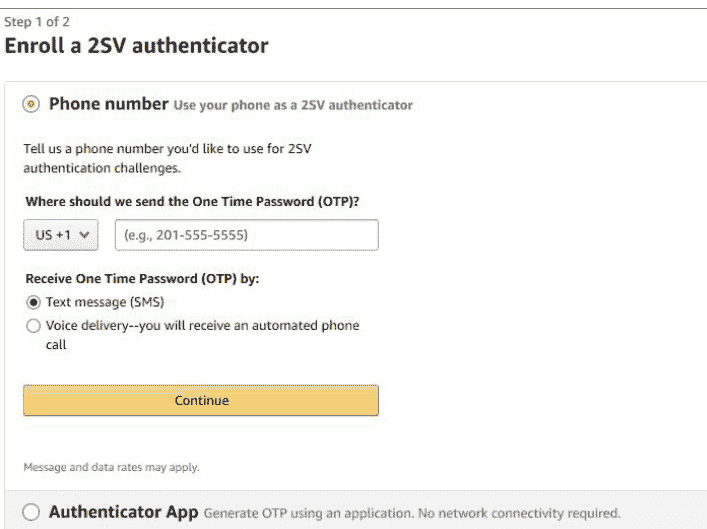 Step 1 of 2
Enroll a 2SV authenticator
Phone number Use your phone as a 2SV authenticator
Tell us a phone number you'd like to use for 2SV
authentication challenges.
Where should we send the One Time Password (OTP)?
US +1 (e.g., 201-555-5555)
Receive One Time Password (OTP) by:
Text message (SMS)
Voice delivery--you will receive an automated phone
call
Continue
Message and data rates may apply.
Authenticator App Generate OTP using an application. No network connectivity required.